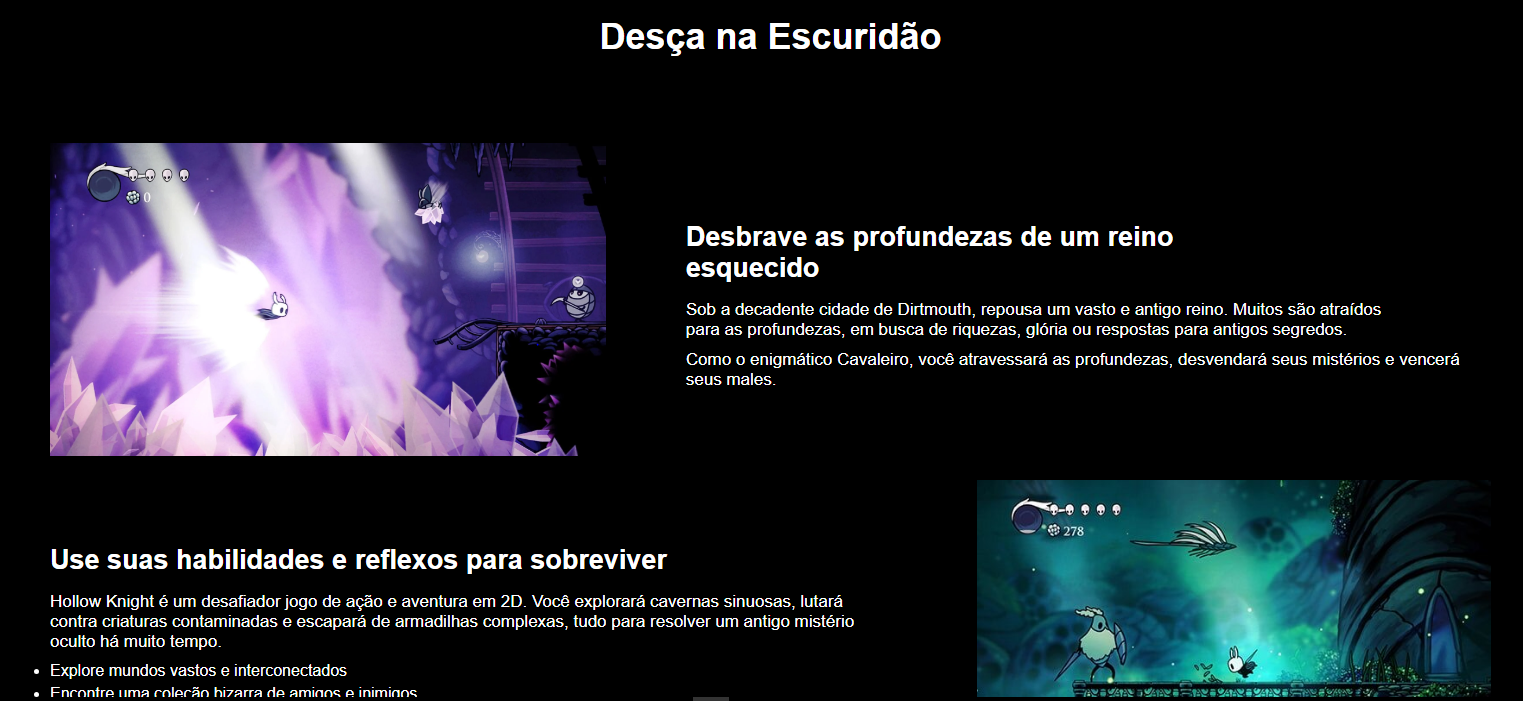 Desça na Escuridão
0
Desbrave as profundezas de um reino
esquecido
Sob a decadente cidade de Dirtmouth, repousa um vasto e antigo reino. Muitos são atraídos
para as profundezas, em busca de riquezas, glória ou respostas para antigos segredos.
Como o enigmático Cavaleiro, você atravessará as profundezas, desvendará seus mistérios e vencerá
seus males.
278
Use suas habilidades e reflexos para sobreviver
Hollow Knight é um desafiador jogo de ação e aventura em 2D. Você explorará cavernas sinuosas, lutará
contra criaturas contaminadas e escapará de armadilhas complexas, tudo para resolver um antigo mistério
oculto há muito tempo.
• Explore mundos vastos e interconectados
• Encontre uma coleção bizarra de amigos e inimigos